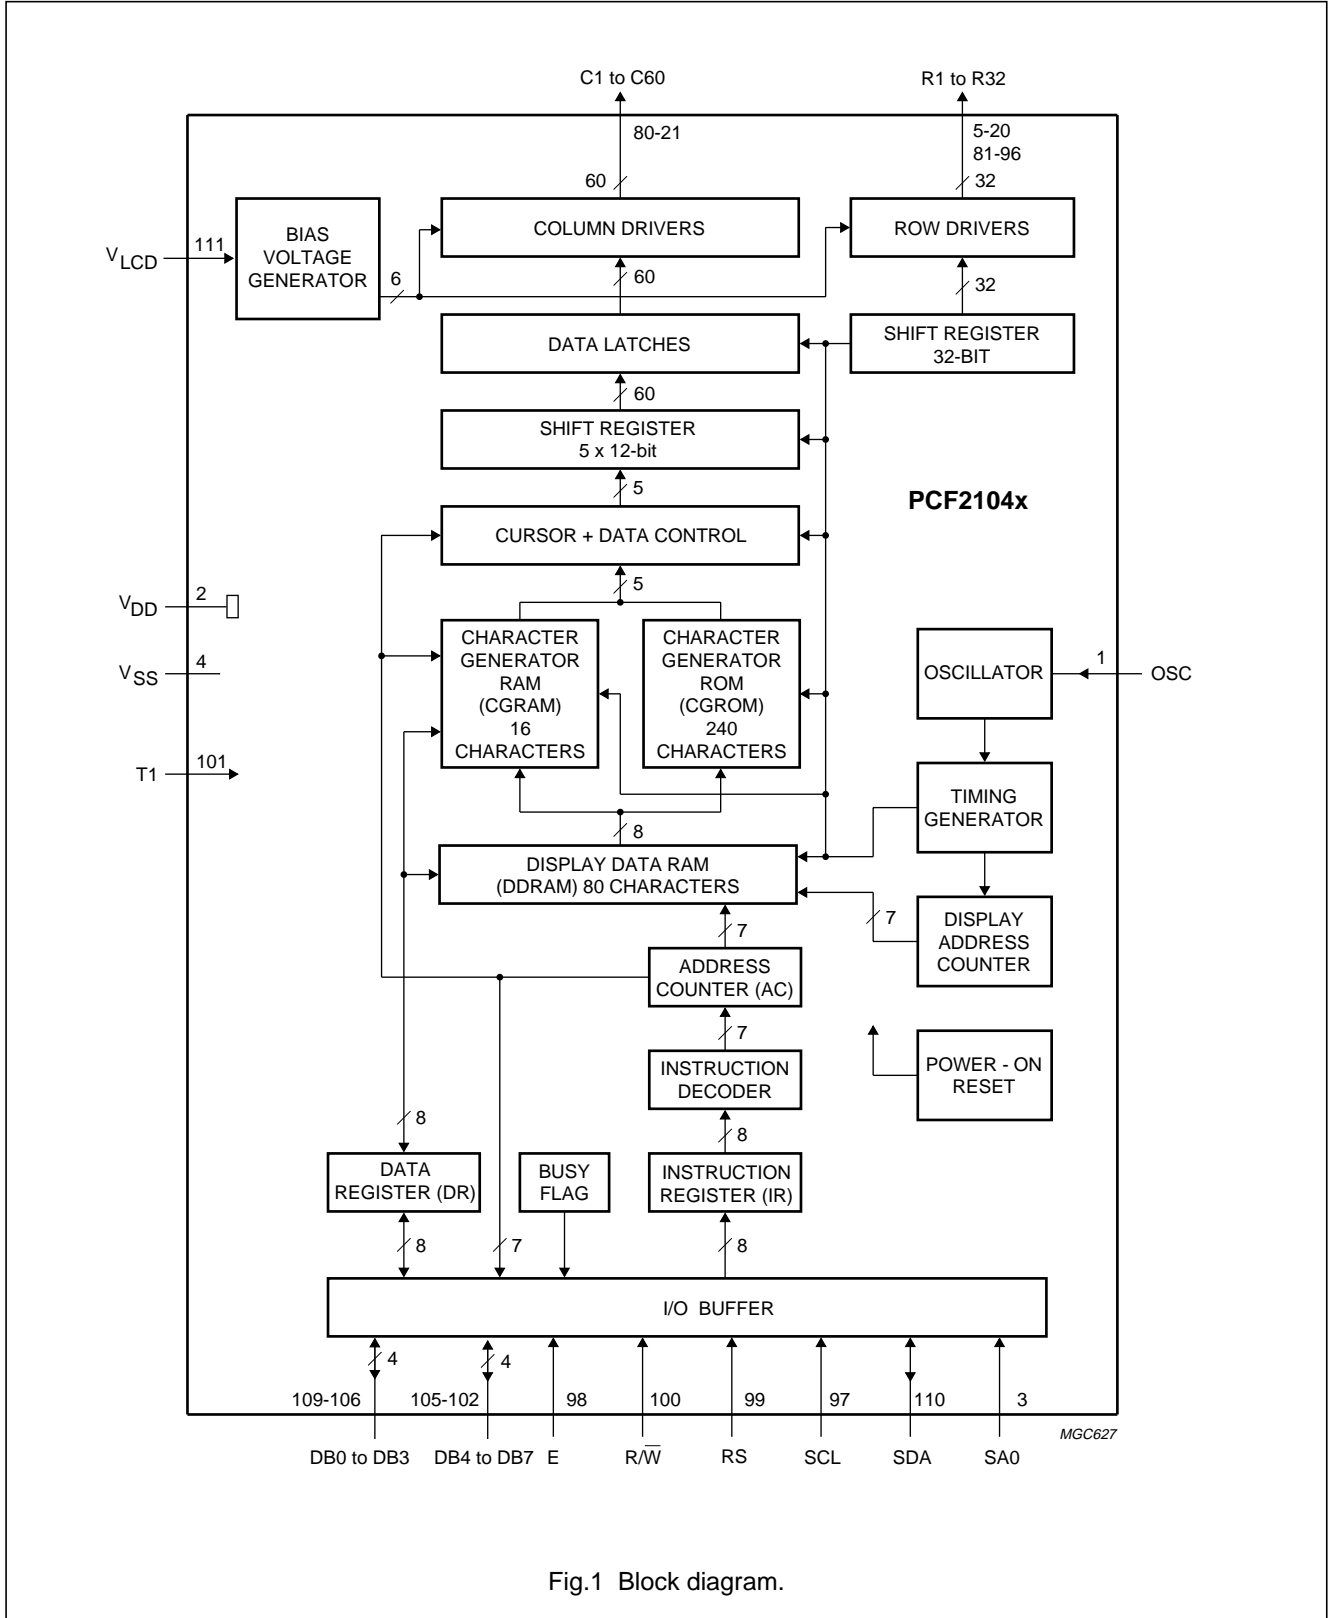 C1 to C60
R1 to R32
80-21
5-20
81-96
60
32
BIAS
VOLTAGE
GENERATOR
COLUMN DRIVERS
ROW DRIVERS
VLCD
111
6
60
32
DATA LATCHES
SHIFT REGISTER
32-BIT
60
SHIFT REGISTER
5 x 12-bit
5
PCF2104x
CURSOR + DATA CONTROL
5
VDD
2
CHARACTER
GENERATOR
RAM
(CGRAM)
16
CHARACTERS
CHARACTER
GENERATOR
ROM
(CGROM)
240
CHARACTERS
VSS
4
OSCILLATOR
1
OSC
T1
101
TIMING
GENERATOR
8
DISPLAY DATA RAM
(DDRAM) 80 CHARACTERS
7
DISPLAY
ADDRESS
COUNTER
7
ADDRESS
COUNTER (AC)
7
INSTRUCTION
DECODER
POWER - ON
RESET
8
8
DATA
REGISTER (DR)
BUSY
FLAG
INSTRUCTION
REGISTER (IR)
8
7
8
I/O BUFFER
4
4
109-106
105-102
98
100
99
97
110
3
MGC627
DB0 to DB3
DB4 to DB7
E
R/W̅
RS
SCL
SDA
SA0
Fig.1 Block diagram.